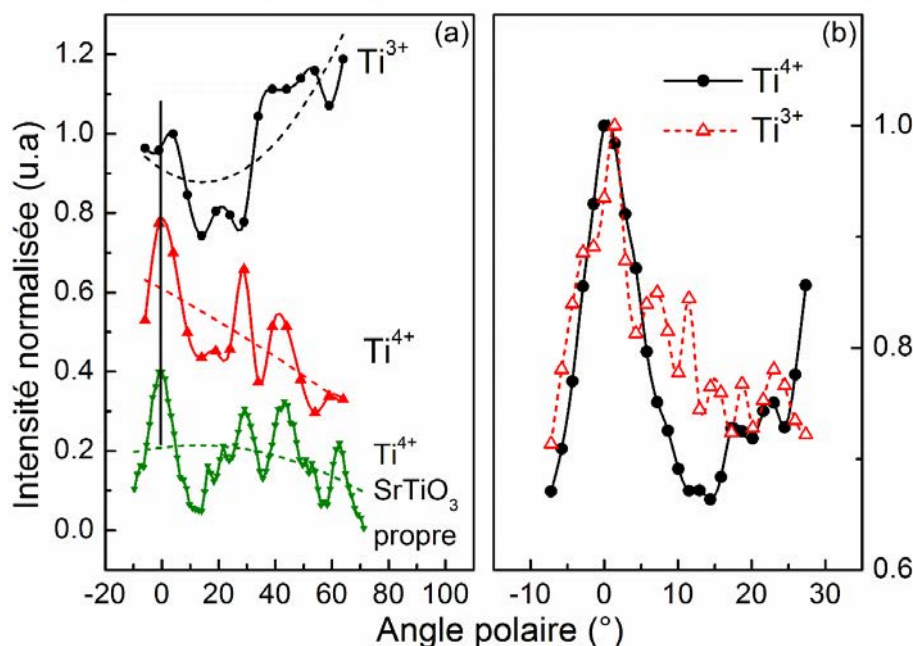 (a)
(b)
Ti3+
Ti4+
Ti4+
SrTiO3
propre
Ti4+
Ti3+
Intensité normalisée (u.a)
1.2
1.0
0.8
0.6
0.4
0.2
0.0
1.0
0.8
0.6
-20 0 20 40 60 80 100
-10 0 10 20 30
Angle polaire (°)